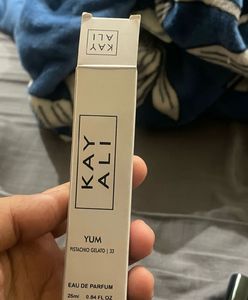 KAY
ALI
KAY
ALI
YUM
PISTACHIO GELATO | 33
EAU DE PARFUM
25ml 0.84 FL OZ